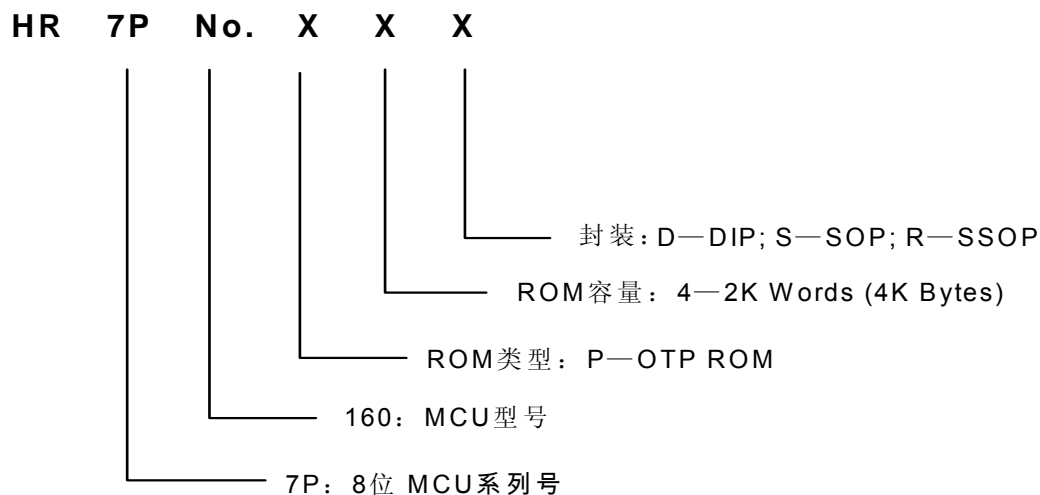 HR 7P No. X X X
封装：D—DIP; S—SOP; R—SSOP
ROM容量：4—2K Words (4K Bytes)
ROM类型：P—OTP ROM
160：MCU型号
7P：8位 MCU系列号